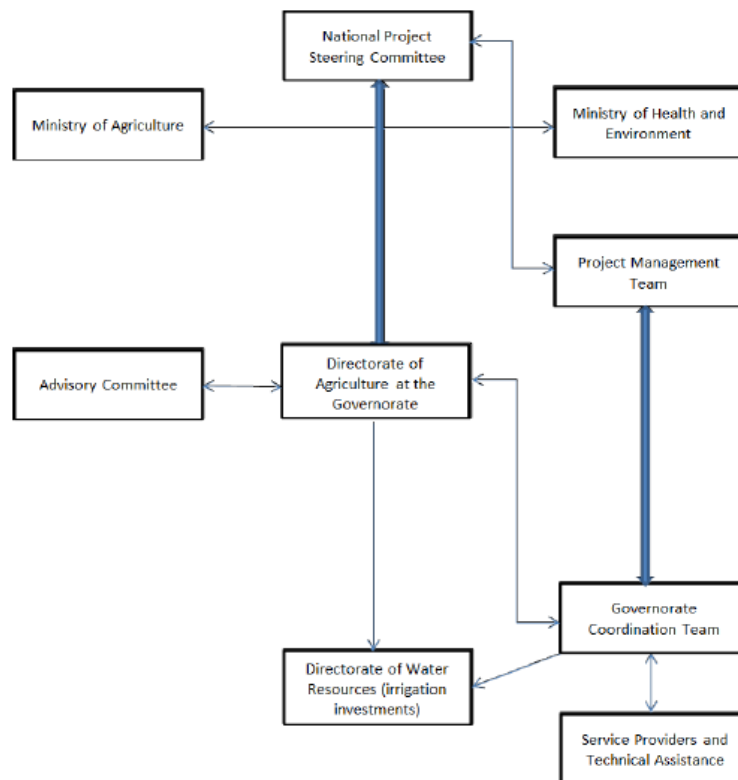 National Project
Steering Committee
Ministry of Agriculture
Ministry of Health and
Environment
Project Management
Team
Advisory Committee
Directorate of
Agriculture at the
Governorate
Governorate
Coordination Team
Directorate of Water
Resources (irrigation
investments)
Service Providers and
Technical Assistance